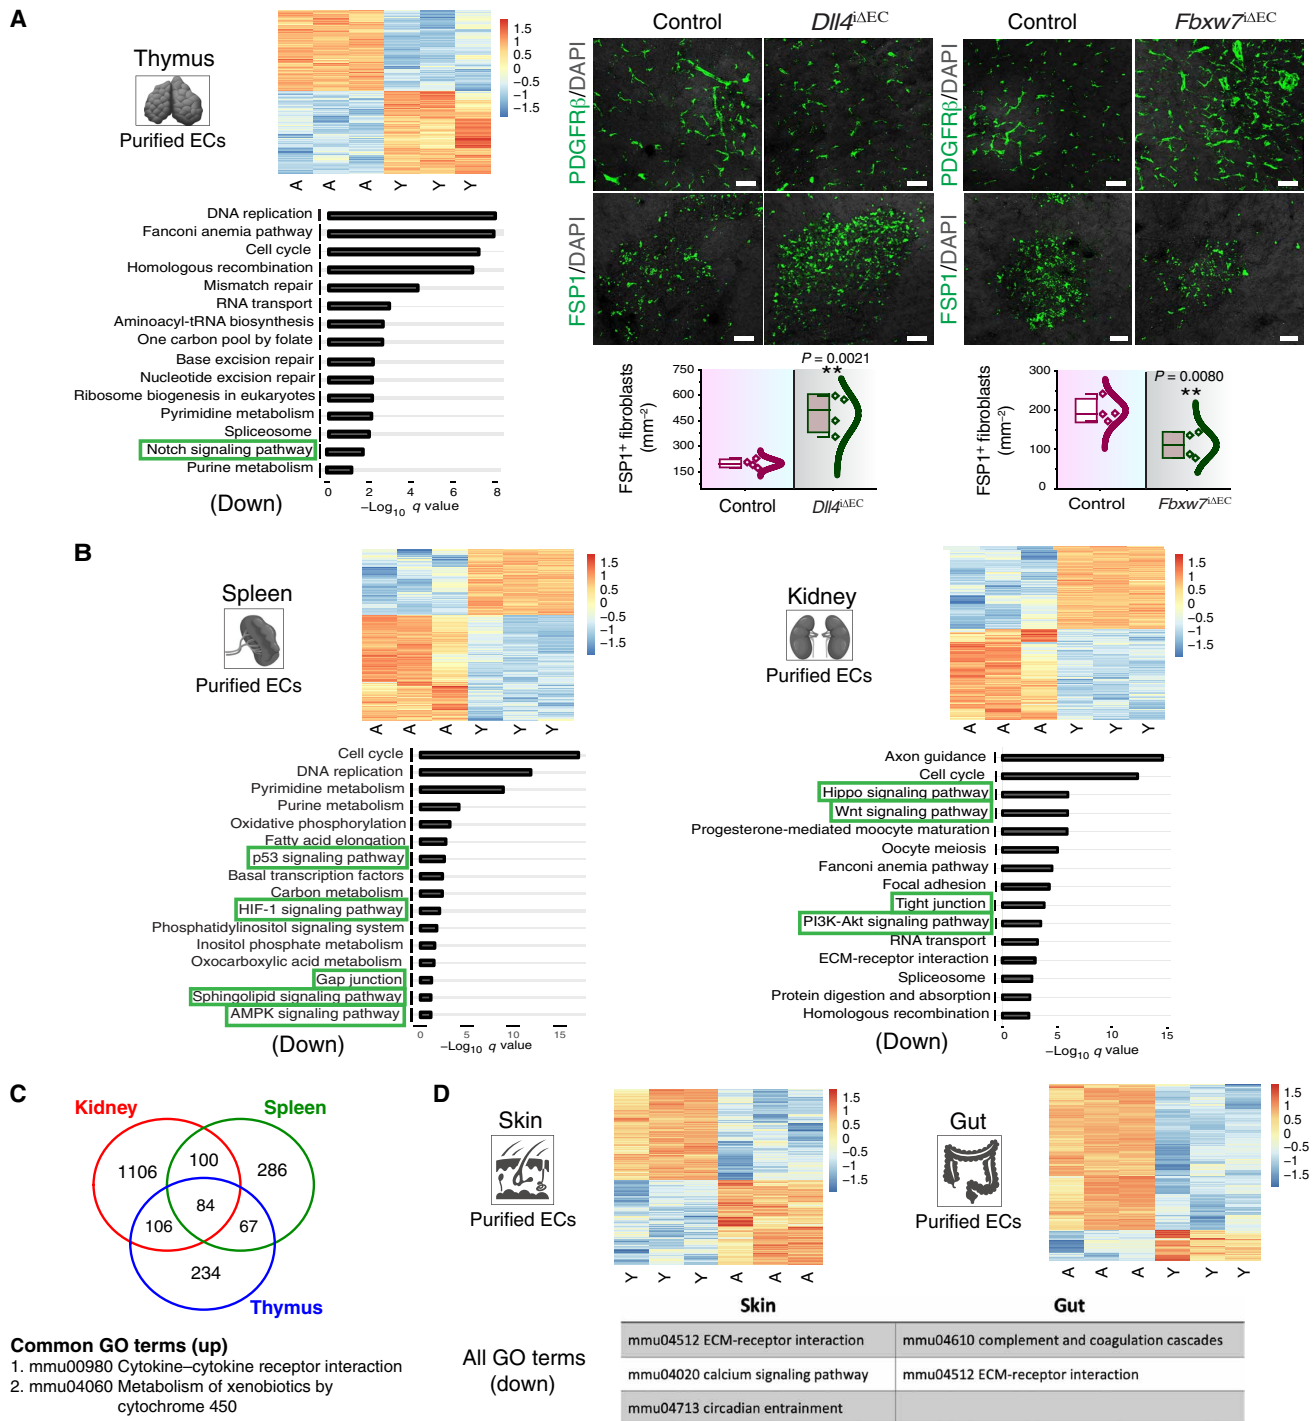 A
Thymus
Purified ECs
1.5
1
0.5
0
−0.5
−1
−1.5
A A A Y Y Y
DNA replication
Fanconi anemia pathway
Cell cycle
Homologous recombination
Mismatch repair
RNA transport
Aminoacyl-tRNA biosynthesis
One carbon pool by folate
Base excision repair
Nucleotide excision repair
Ribosome biogenesis in eukaryotes
Pyrimidine metabolism
Spliceosome
Notch signaling pathway
Purine metabolism
0 2 4 6 8
(Down)
−Log10 q value
Control
Dll4iΔEC
Control
Fbxw7iΔEC
PDGFRβ/DAPI
PDGFRβ/DAPI
FSP1/DAPI
FSP1/DAPI
P = 0.0021
**
FSP1+ fibroblasts
(mm−2)
750
600
450
300
150
Control
Dll4iΔEC
P = 0.0080
**
FSP1+ fibroblasts
(mm−2)
300
200
100
0
Control
Fbxw7iΔEC
B
Spleen
Purified ECs
1.5
1
0.5
0
−0.5
−1
−1.5
A A A Y Y Y
Cell cycle
DNA replication
Pyrimidine metabolism
Purine metabolism
Oxidative phosphorylation
Fatty acid elongation
p53 signaling pathway
Basal transcription factors
Carbon metabolism
HIF-1 signaling pathway
Phosphatidylinositol signaling system
Inositol phosphate metabolism
Oxocarboxylic acid metabolism
Gap junction
Sphingolipid signaling pathway
AMPK signaling pathway
0 5 10 15
(Down)
−Log10 q value
Kidney
Purified ECs
1.5
1
0.5
0
−0.5
−1
−1.5
A A A Y Y Y
Axon guidance
Cell cycle
Hippo signaling pathway
Wnt signaling pathway
Progesterone-mediated moocyte maturation
Oocyte meiosis
Fanconi anemia pathway
Focal adhesion
Tight junction
PI3K-Akt signaling pathway
RNA transport
ECM-receptor interaction
Spliceosome
Protein digestion and absorption
Homologous recombination
0 5 10 15
(Down)
−Log10 q value
C
Kidney
Spleen
1106
100
286
84
106
67
234
Thymus
Common GO terms (up)
1. mmu00980 Cytokine–cytokine receptor interaction
2. mmu04060 Metabolism of xenobiotics by
cytochrome 450
D
Skin
Purified ECs
1.5
1
0.5
0
−0.5
−1
−1.5
Y Y Y A A A
Gut
Purified ECs
1.5
1
0.5
0
−0.5
−1
−1.5
A A A Y Y Y
All GO terms
(down)
Skin Gut
mmu04512 ECM-receptor interaction mmu04610 complement and coagulation cascades
mmu04020 calcium signaling pathway mmu04512 ECM-receptor interaction
mmu04713 circadian entrainment